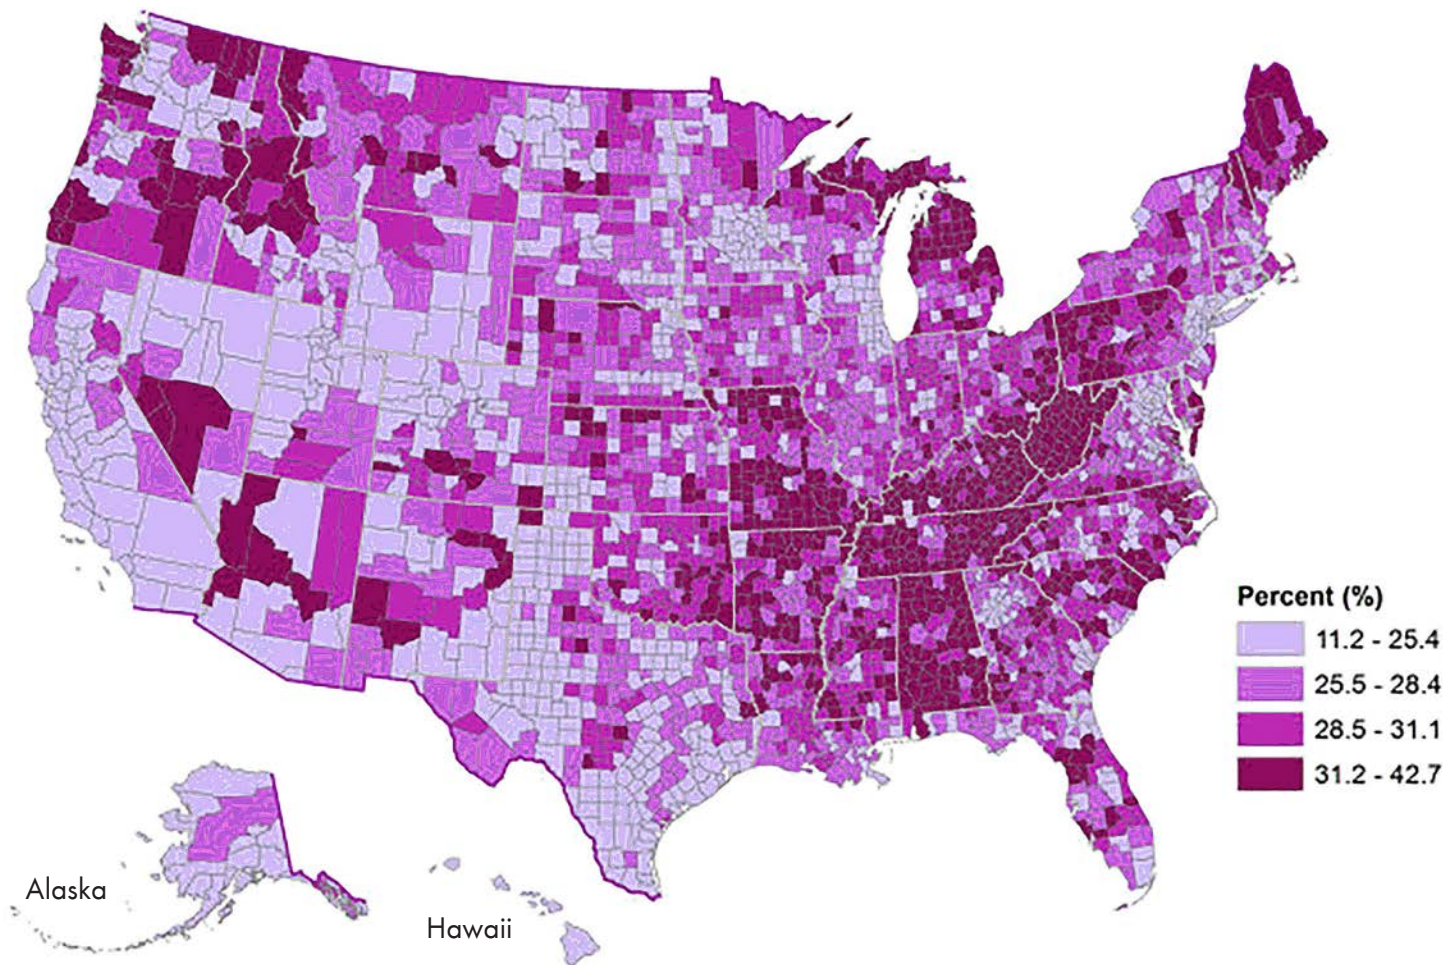 Percent (%)
11.2 - 25.4
25.5 - 28.4
28.5 - 31.1
31.2 - 42.7
Alaska
Hawaii